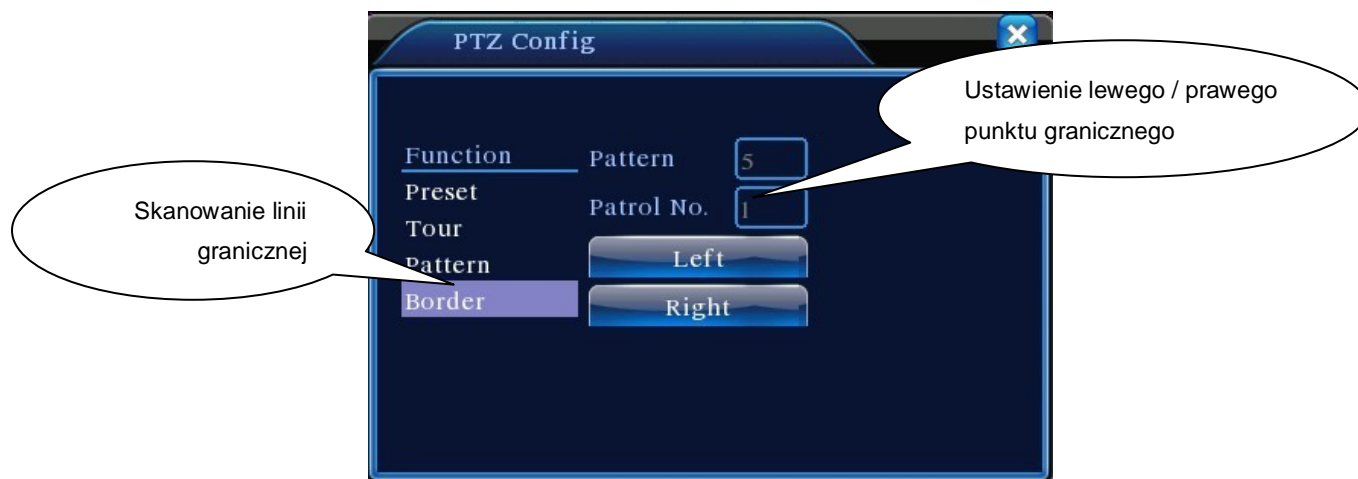 PTZ Config
Ustawienie lewego / prawego
punktu granicznego
Function
Pattern 5
Preset
Patrol No. 1
Skanowanie linii
granicznej
Tour
Pattern
Left
Border
Right